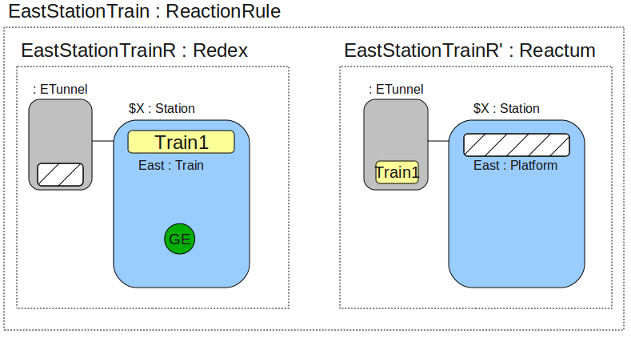 EastStationTrain : ReactionRule
EastStationTrainR : Redex
: ETunnel
$X : Station
Train1
East : Train
GE
EastStationTrainR' : Reactum
: ETunnel
$X : Station
Train1
East : Platform